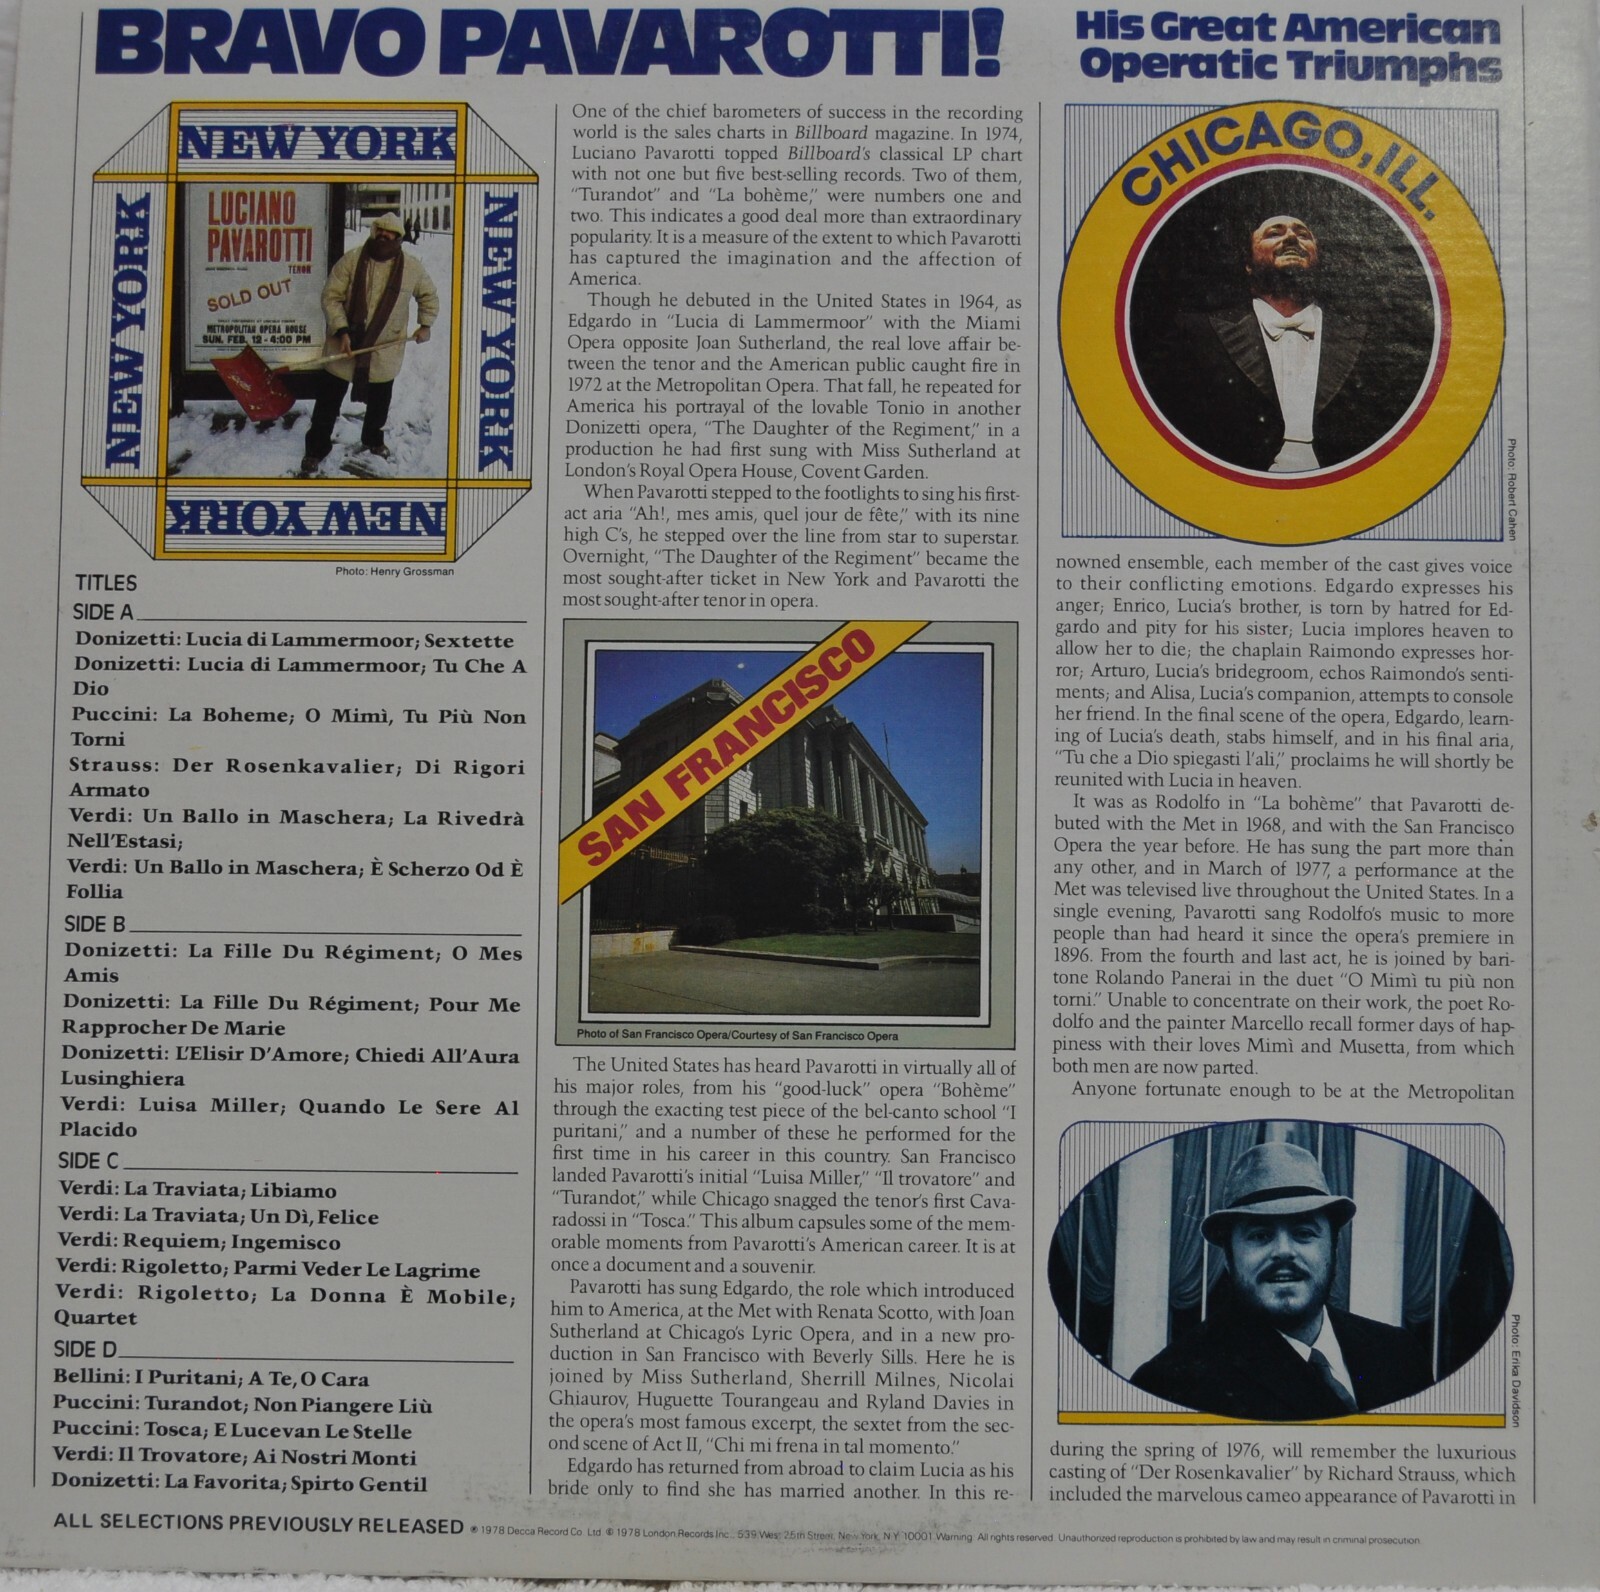 BRAVO PAVAROTTI!
His Great American
Operatic Triumphs
NEW YORK
NEW YORK
NEW YORK
NEW YORK
LUCIANO
PAVAROTTI
TENOR
SOLD OUT
METROPOLITAN OPERA HOUSE
SUN. FEB. 12 - 4:00 PM
Photo: Henry Grossman
TITLES
SIDE A
Donizetti: Lucia di Lammermoor; Sextette
Donizetti: Lucia di Lammermoor; Tu Che A
Dio
Puccini: La Boheme; O Mimì, Tu Più Non
Torni
Strauss: Der Rosenkavalier; Di Rigori
Armato
Verdi: Un Ballo in Maschera; La Rivedrà
Nell'Estasi;
Verdi: Un Ballo in Maschera; È Scherzo Od È
Follia
SIDE B
Donizetti: La Fille Du Régiment; O Mes
Amis
Donizetti: La Fille Du Régiment; Pour Me
Rapprocher De Marie
Donizetti: L'Elisir D'Amore; Chiedi All'Aura
Lusinghiera
Verdi: Luisa Miller; Quando Le Sere Al
Placido
SIDE C
Verdi: La Traviata; Libiamo
Verdi: La Traviata; Un Dì, Felice
Verdi: Requiem; Ingemisco
Verdi: Rigoletto; Parmi Veder Le Lagrime
Verdi: Rigoletto; La Donna È Mobile;
Quartet
SIDE D
Bellini: I Puritani; A Te, O Cara
Puccini: Turandot; Non Piangere Liù
Puccini: Tosca; E Lucevan Le Stelle
Verdi: Il Trovatore; Ai Nostri Monti
Donizetti: La Favorita; Spirto Gentil
One of the chief barometers of success in the recording
world is the sales charts in Billboard magazine. In 1974,
Luciano Pavarotti topped Billboard's classical LP chart
with not one but five best-selling records. Two of them,
"Turandot" and "La bohème," were numbers one and
two. This indicates a good deal more than extraordinary
popularity. It is a measure of the extent to which Pavarotti
has captured the imagination and the affection of
America.
Though he debuted in the United States in 1964, as
Edgardo in "Lucia di Lammermoor" with the Miami
Opera opposite Joan Sutherland, the real love affair be-
tween the tenor and the American public caught fire in
1972 at the Metropolitan Opera. That fall, he repeated for
America his portrayal of the lovable Tonio in another
Donizetti opera, "The Daughter of the Regiment," in a
production he had first sung with Miss Sutherland at
London's Royal Opera House, Covent Garden.
When Pavarotti stepped to the footlights to sing his first-
act aria "Ah!, mes amis, quel jour de fête," with its nine
high C's, he stepped over the line from star to superstar.
Overnight, "The Daughter of the Regiment" became the
most sought-after ticket in New York and Pavarotti the
most sought-after tenor in opera.
SAN FRANCISCO
Photo of San Francisco Opera/Courtesy of San Francisco Opera
The United States has heard Pavarotti in virtually all of
his major roles, from his "good-luck" opera "Bohème"
through the exacting test piece of the bel-canto school "I
puritani," and a number of these he performed for the
first time in his career in this country. San Francisco
landed Pavarotti's initial "Luisa Miller," "Il trovatore" and
"Turandot," while Chicago snagged the tenor's first Cava-
radossi in "Tosca." This album capsules some of the mem-
orable moments from Pavarotti's American career. It is at
once a document and a souvenir.
Pavarotti has sung Edgardo, the role which introduced
him to America, at the Met with Renata Scotto, with Joan
Sutherland at Chicago's Lyric Opera, and in a new pro-
duction in San Francisco with Beverly Sills. Here he is
joined by Miss Sutherland, Sherrill Milnes, Nicolai
Ghiaurov, Huguette Tourangeau and Ryland Davies in
the opera's most famous excerpt, the sextet from the sec-
ond scene of Act II, "Chi mi frena in tal momento."
Edgardo has returned from abroad to claim Lucia as his
bride only to find she has married another. In this re-
CHICAGO, ILL.
Photo: Robert Cahen
nowned ensemble, each member of the cast gives voice
to their conflicting emotions. Edgardo expresses his
anger; Enrico, Lucia's brother, is torn by hatred for Ed-
gardo and pity for his sister; Lucia implores heaven to
allow her to die; the chaplain Raimondo expresses hor-
ror; Arturo, Lucia's bridegroom, echos Raimondo's senti-
ments; and Alisa, Lucia's companion, attempts to console
her friend. In the final scene of the opera, Edgardo, learn-
ing of Lucia's death, stabs himself, and in his final aria,
"Tu che a Dio spiegasti l'ali," proclaims he will shortly be
reunited with Lucia in heaven.
It was as Rodolfo in "La bohème" that Pavarotti de-
buted with the Met in 1968, and with the San Francisco
Opera the year before. He has sung the part more than
any other, and in March of 1977, a performance at the
Met was televised live throughout the United States. In a
single evening, Pavarotti sang Rodolfo's music to more
people than had heard it since the opera's premiere in
1896. From the fourth and last act, he is joined by bari-
tone Rolando Panerai in the duet "O Mimì tu più non
torni." Unable to concentrate on their work, the poet Ro-
dolfo and the painter Marcello recall former days of hap-
piness with their loves Mimì and Musetta, from which
both men are now parted.
Anyone fortunate enough to be at the Metropolitan
Photo: Erika Davidson
during the spring of 1976, will remember the luxurious
casting of "Der Rosenkavalier" by Richard Strauss, which
included the marvelous cameo appearance of Pavarotti in
ALL SELECTIONS PREVIOUSLY RELEASED ℗ 1978 Decca Record Co. Ltd. © 1978 London Records Inc., 539 West 25th Street, New York, N.Y. 10001 Warning: All rights reserved. Unauthorized reproduction is prohibited by law and may result in criminal prosecution.